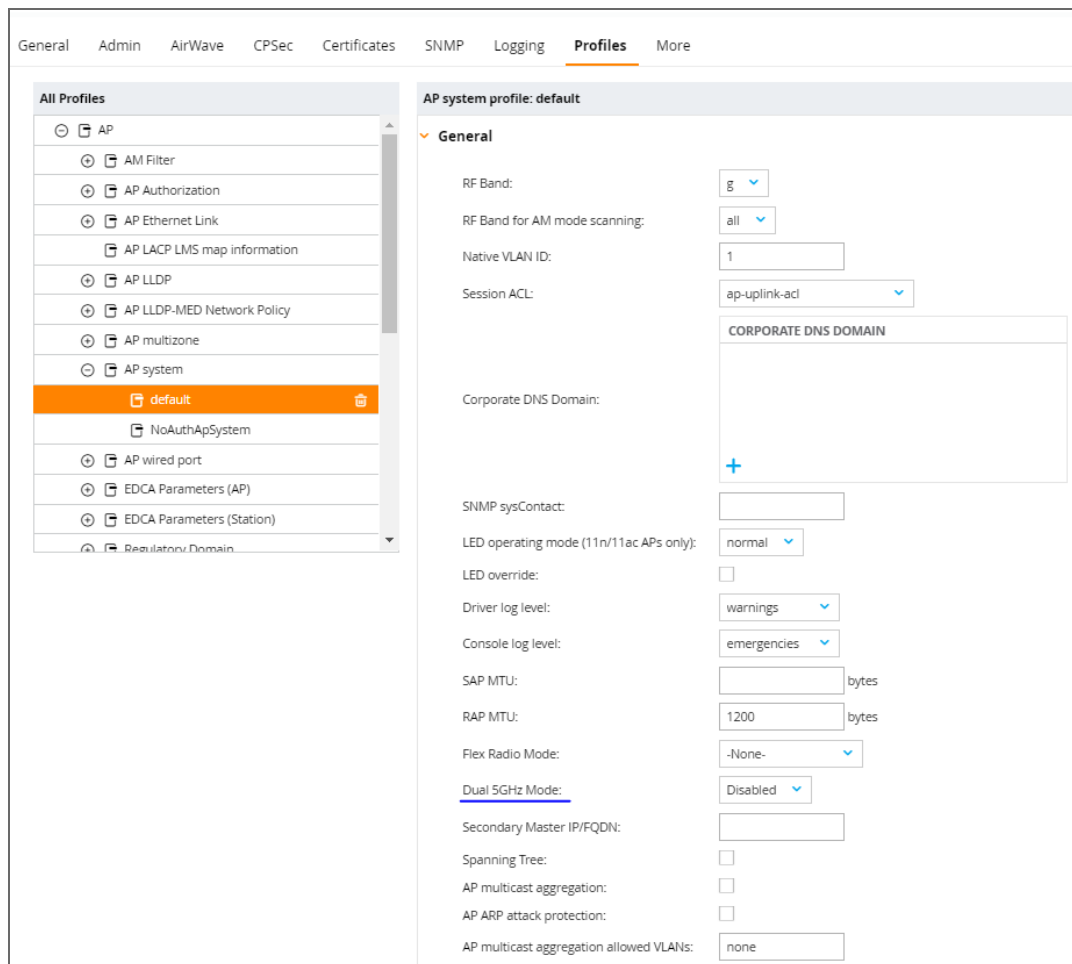 General Admin AirWave CPSec Certificates SNMP Logging Profiles More
All Profiles
AP
AM Filter
AP Authorization
AP Ethernet Link
AP LACP LMS map information
AP LLDP
AP LLDP-MED Network Policy
AP multizone
AP system
default
NoAuthApSystem
AP wired port
EDCA Parameters (AP)
EDCA Parameters (Station)
Regulatory Domain
AP system profile: default
General
RF Band: g
RF Band for AM mode scanning: all
Native VLAN ID: 1
Session ACL: ap-uplink-acl
CORPORATE DNS DOMAIN
Corporate DNS Domain:
SNMP sysContact:
LED operating mode (11n/11ac APs only): normal
LED override:
Driver log level: warnings
Console log level: emergencies
SAP MTU: bytes
RAP MTU: 1200 bytes
Flex Radio Mode: -None-
Dual 5GHz Mode: Disabled
Secondary Master IP/FQDN:
Spanning Tree:
AP multicast aggregation:
AP ARP attack protection:
AP multicast aggregation allowed VLANs: none